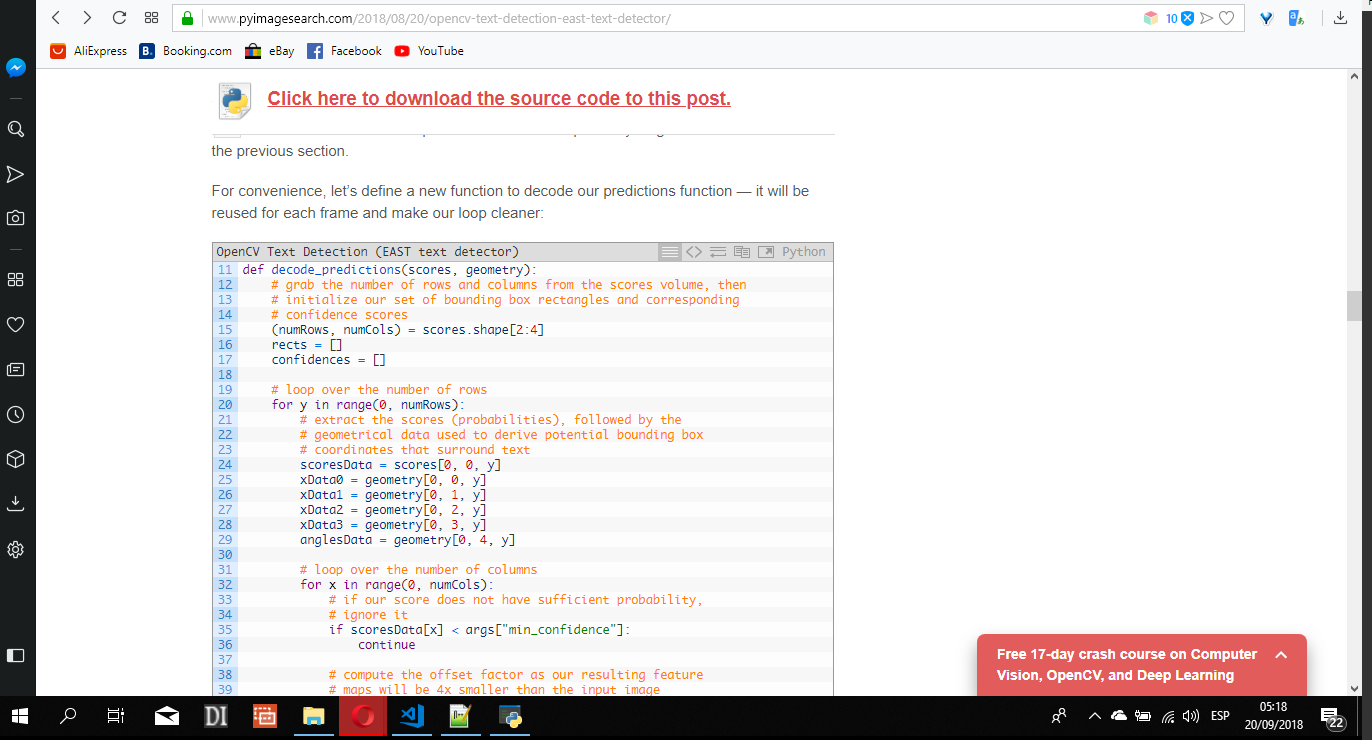 www.pyimagesearch.com/2018/08/20/opencv-text-detection-east-text-detector/
10
AliExpress
B.
Booking.com
eBay
Facebook
YouTube
Click here to download the source code to this post.
the previous section.
For convenience, let’s define a new function to decode our predictions function — it will be
reused for each frame and make our loop cleaner:
OpenCV Text Detection (EAST text detector)
Python
11 def decode_predictions(scores, geometry):
12     # grab the number of rows and columns from the scores volume, then
13     # initialize our set of bounding box rectangles and corresponding
14     # confidence scores
15     (numRows, numCols) = scores.shape[2:4]
16     rects = []
17     confidences = []
18
19     # loop over the number of rows
20     for y in range(0, numRows):
21         # extract the scores (probabilities), followed by the
22         # geometrical data used to derive potential bounding box
23         # coordinates that surround text
24         scoresData = scores[0, 0, y]
25         xData0 = geometry[0, 0, y]
26         xData1 = geometry[0, 1, y]
27         xData2 = geometry[0, 2, y]
28         xData3 = geometry[0, 3, y]
29         anglesData = geometry[0, 4, y]
30
31         # loop over the number of columns
32         for x in range(0, numCols):
33             # if our score does not have sufficient probability,
34             # ignore it
35             if scoresData[x] < args["min_confidence"]:
36                 continue
37
38             # compute the offset factor as our resulting feature
39             # maps will be 4x smaller than the input image
Free 17-day crash course on Computer
Vision, OpenCV, and Deep Learning
DI
ESP
05:18
20/09/2018
22